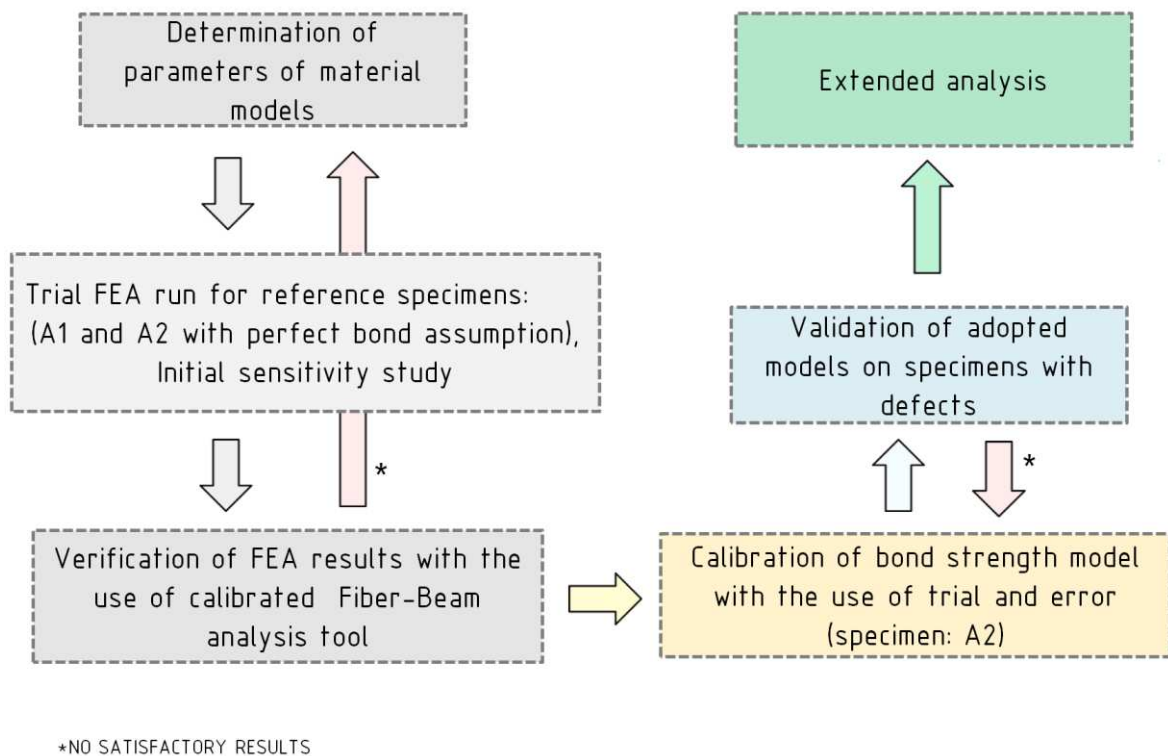 Determination of
parameters of material
models
Trial FEA run for reference specimens:
(A1 and A2 with perfect bond assumption),
Initial sensitivity study
*
Verification of FEA results with the
use of calibrated Fiber-Beam
analysis tool
Calibration of bond strength model
with the use of trial and error
(specimen: A2)
*
Validation of adopted
models on specimens with
defects
Extended analysis
*NO SATISFACTORY RESULTS